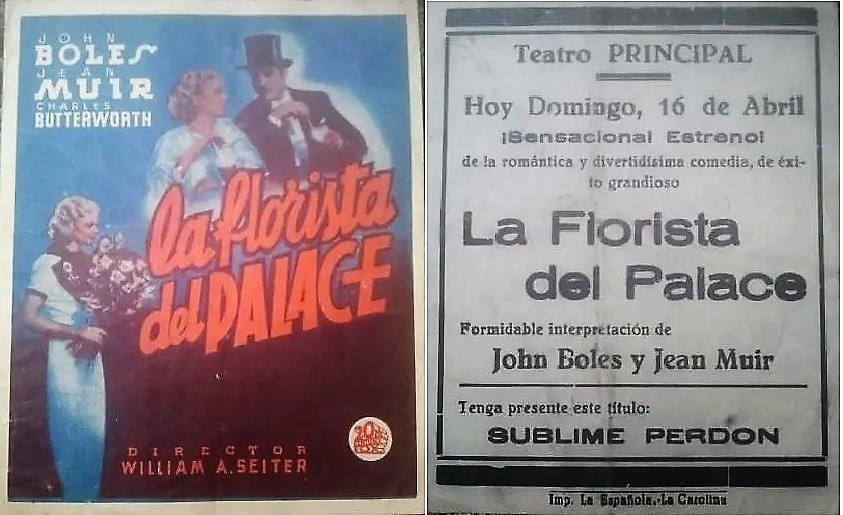 JOHN
BOLES
JEAN
MUIR
CHARLES
BUTTERWORTH
la florista
del PALACE
DIRECTOR
WILLIAM A. SEITER
Teatro PRINCIPAL
Hoy Domingo, 16 de Abril
¡Sensacional Estreno!
de la romántica y divertidísima comedia, de éxi-
to grandioso
La Florista
del Palace
Formidable interpretación de
John Boles y Jean Muir
Tenga presente este título:
SUBLIME PERDON
Imp. La Española.-La Carolina